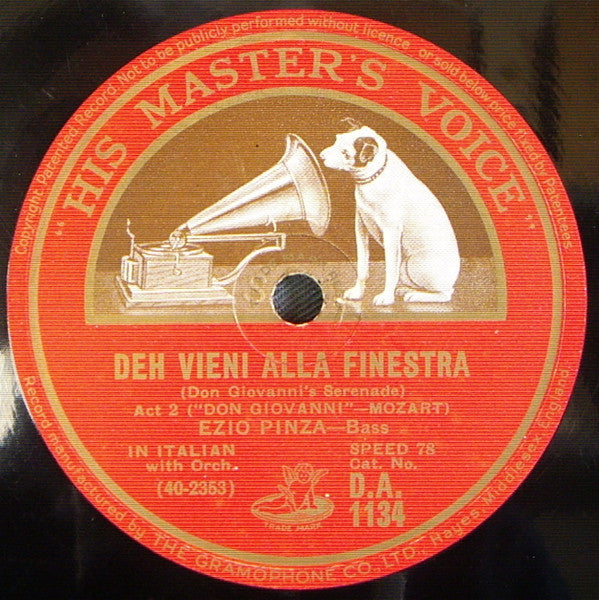 Copyright. Patented Record. Not to be publicly performed without licence or sold below price fixed by Patentees.
"HIS MASTER'S VOICE"
DEH VIENI ALLA FINESTRA
(Don Giovanni's Serenade)
Act 2 ("DON GIOVANNI"—MOZART)
EZIO PINZA—Bass
IN ITALIAN
with Orch.
(40-2353)
SPEED 78
Cat. No.
D.A.
1134
TRADE MARK
Record manufactured by THE GRAMOPHONE CO., LTD., Hayes, Middlesex, England.